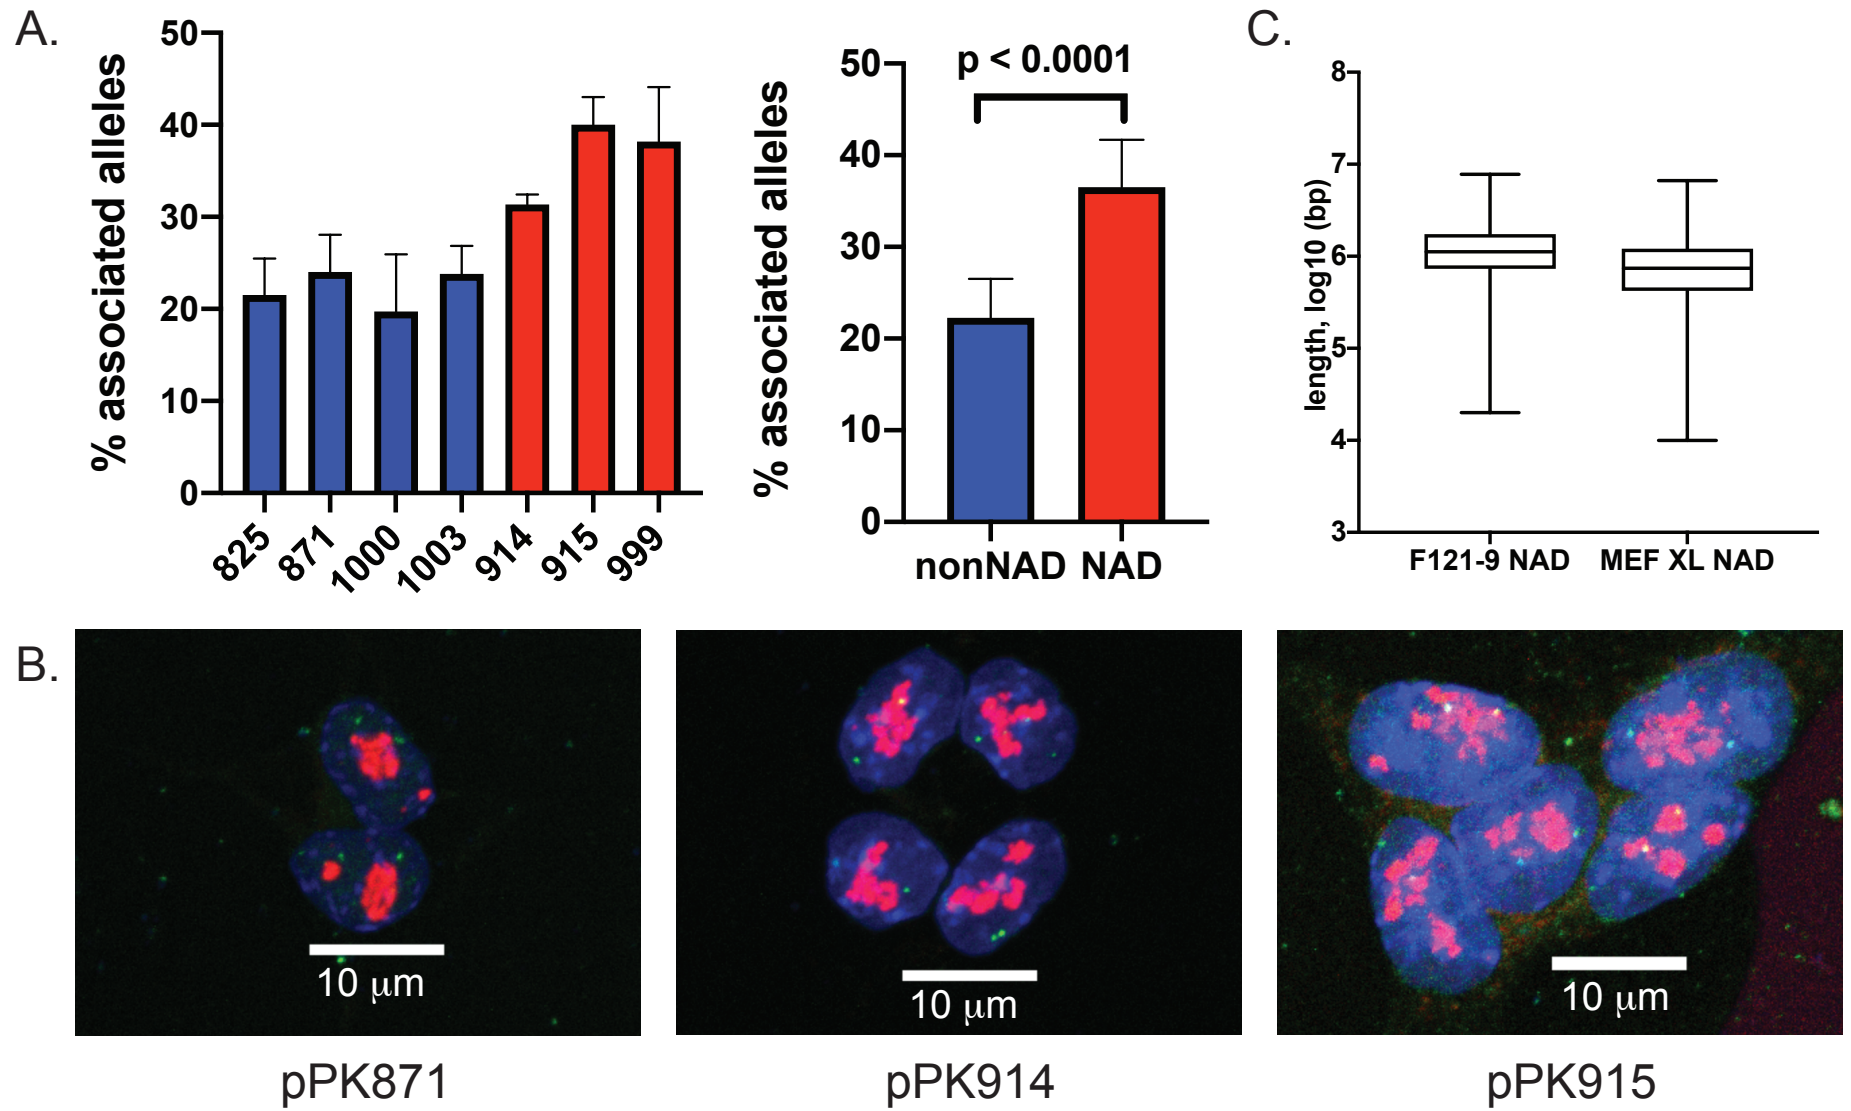 A.
% associated alleles
50
40
30
20
10
0
825
871
1000
1003
914
915
999
% associated alleles
50
40
30
20
10
0
p < 0.0001
nonNAD
NAD
C.
length, log10 (bp)
8
7
6
5
4
3
F121-9 NAD
MEF XL NAD
B.
10 μm
10 μm
10 μm
pPK871
pPK914
pPK915